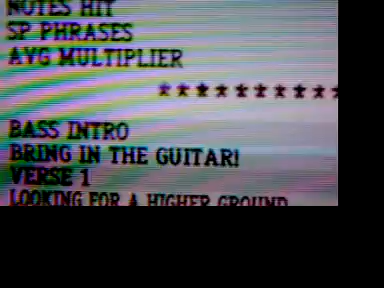 NOTES HIT
SP PHRASES
AVG MULTIPLIER
**********
BASS INTRO
BRING IN THE GUITAR!
VERSE 1
LOOKING FOR A HIGHER GROUND